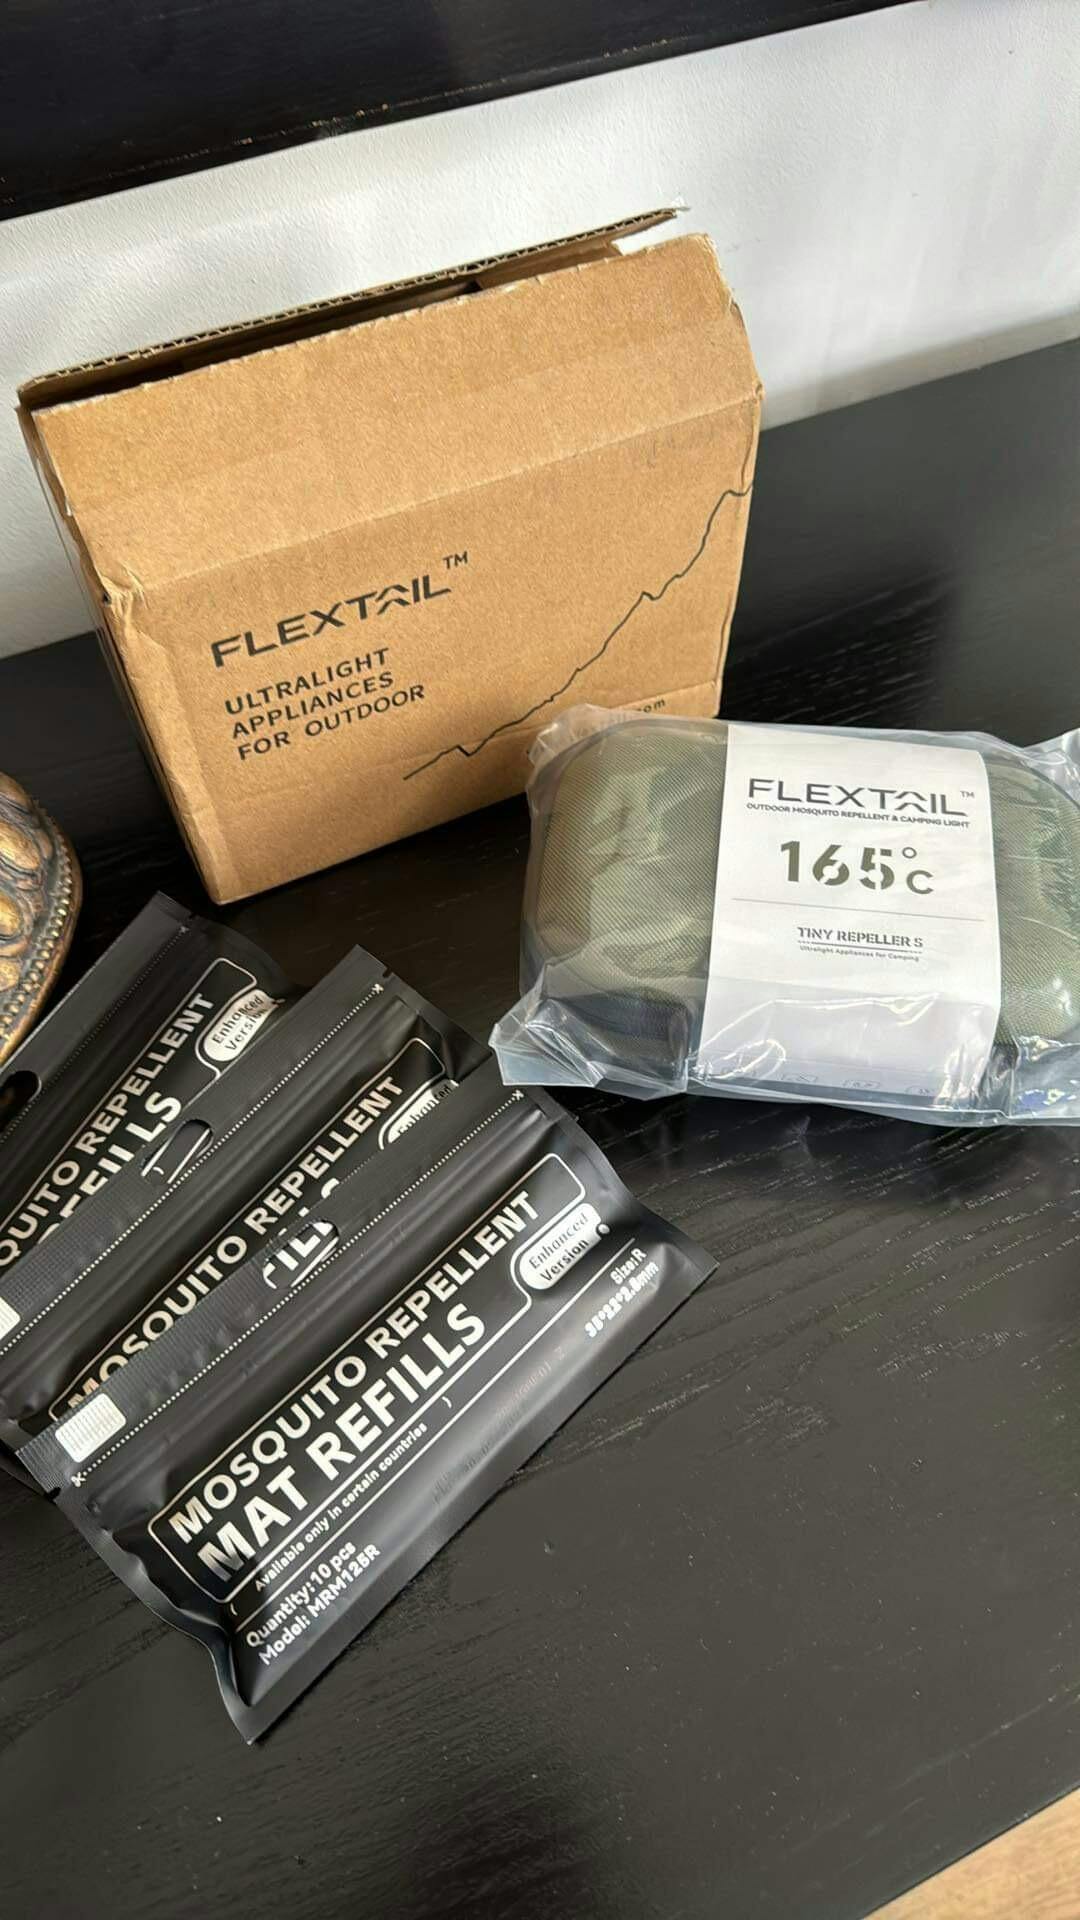 FLEXTAIL™
ULTRALIGHT
APPLIANCES
FOR OUTDOOR
FLEXTAIL™
OUTDOOR MOSQUITO REPELLENT & CAMPING LIGHT
165°C
TINY REPELLER S
Ultralight Appliances for Camping
REPELLENT
Enhanced
Version
MOSQUITO REPELLENT
MOSQUITO REPELLENT
MAT REFILLS
Enhanced
Version
Available only in certain countries
Size: R
Quantity: 10 pcs
Model: MRM125R